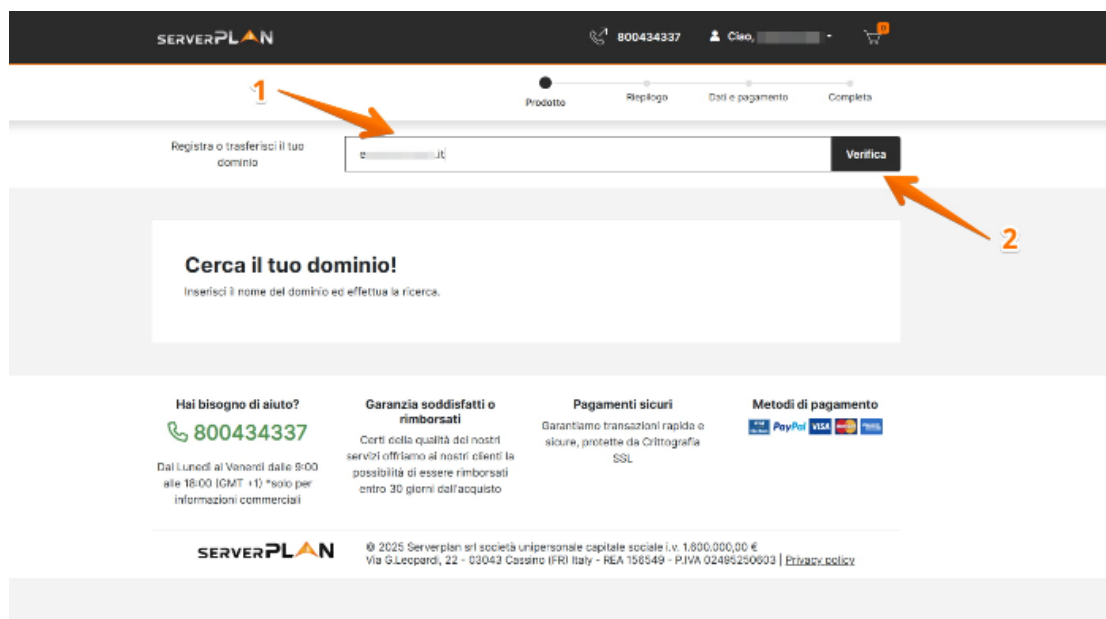 SERVERPLAN
800434337
Ciao,
0
1
Prodotto
Riepilogo
Dati e pagamento
Completa
Registra o trasferisci il tuo
dominio
e .it
Verifica
2
Cerca il tuo dominio!
Inserisci il nome del dominio ed effettua la ricerca.
Hai bisogno di aiuto?
800434337
Dal Lunedì al Venerdì dalle 9:00
alle 18:00 (GMT +1) *solo per
informazioni commerciali
Garanzia soddisfatti o
rimborsati
Certi della qualità dei nostri
servizi offriamo ai nostri clienti la
possibilità di essere rimborsati
entro 30 giorni dall'acquisto
Pagamenti sicuri
Garantiamo transazioni rapide e
sicure, protette da Crittografia
SSL
Metodi di pagamento
PayPal VISA
SERVERPLAN
© 2025 Serverplan srl società unipersonale capitale sociale i.v. 1.600.000,00 €
Via G.Leopardi, 22 - 03043 Cassino (FR) Italy - REA 156549 - P.IVA 02495250603 | Privacy policy